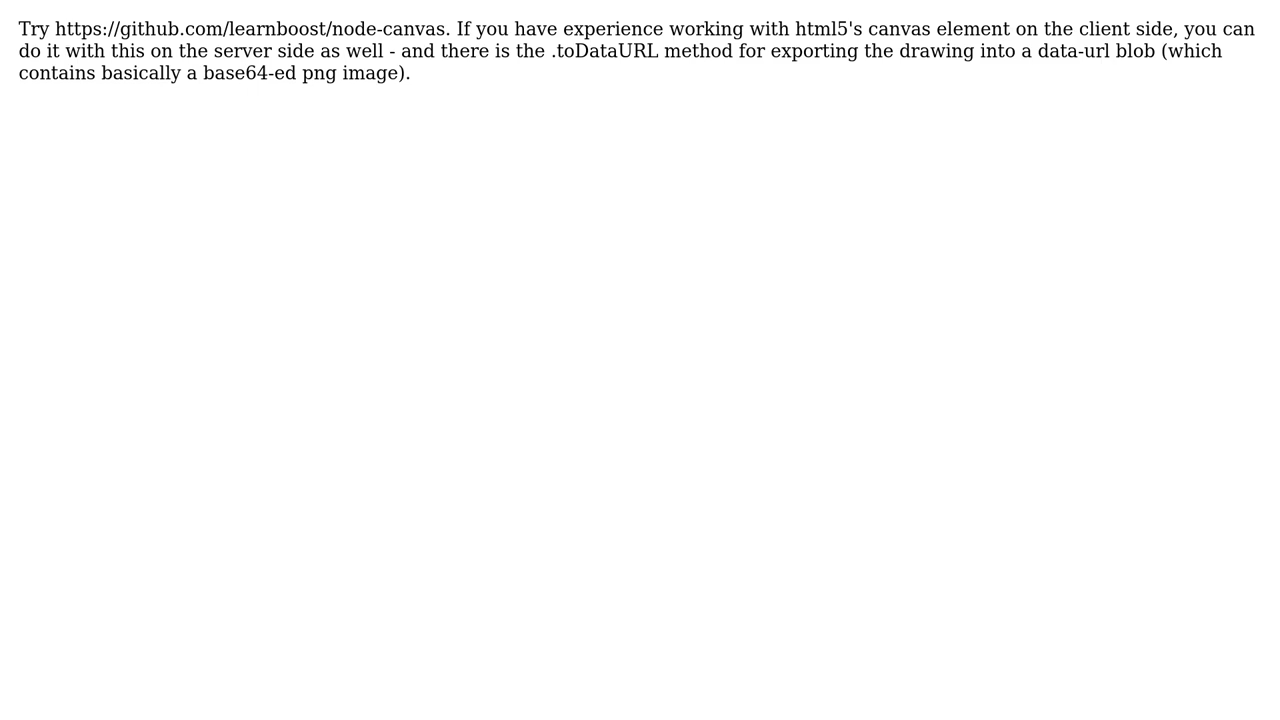 Try https://github.com/learnboost/node-canvas. If you have experience working with html5's canvas element on the client side, you can
do it with this on the server side as well - and there is the .toDataURL method for exporting the drawing into a data-url blob (which
contains basically a base64-ed png image).